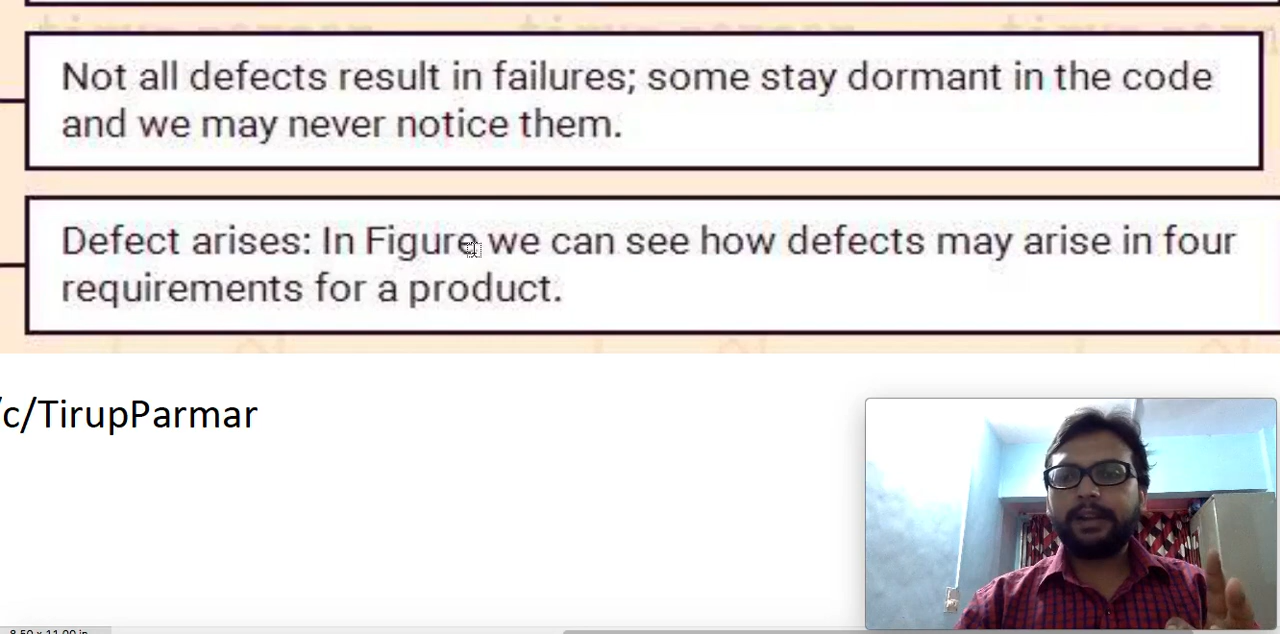 Not all defects result in failures; some stay dormant in the code
and we may never notice them.
Defect arises: In Figure we can see how defects may arise in four
requirements for a product.
/c/TirupParmar